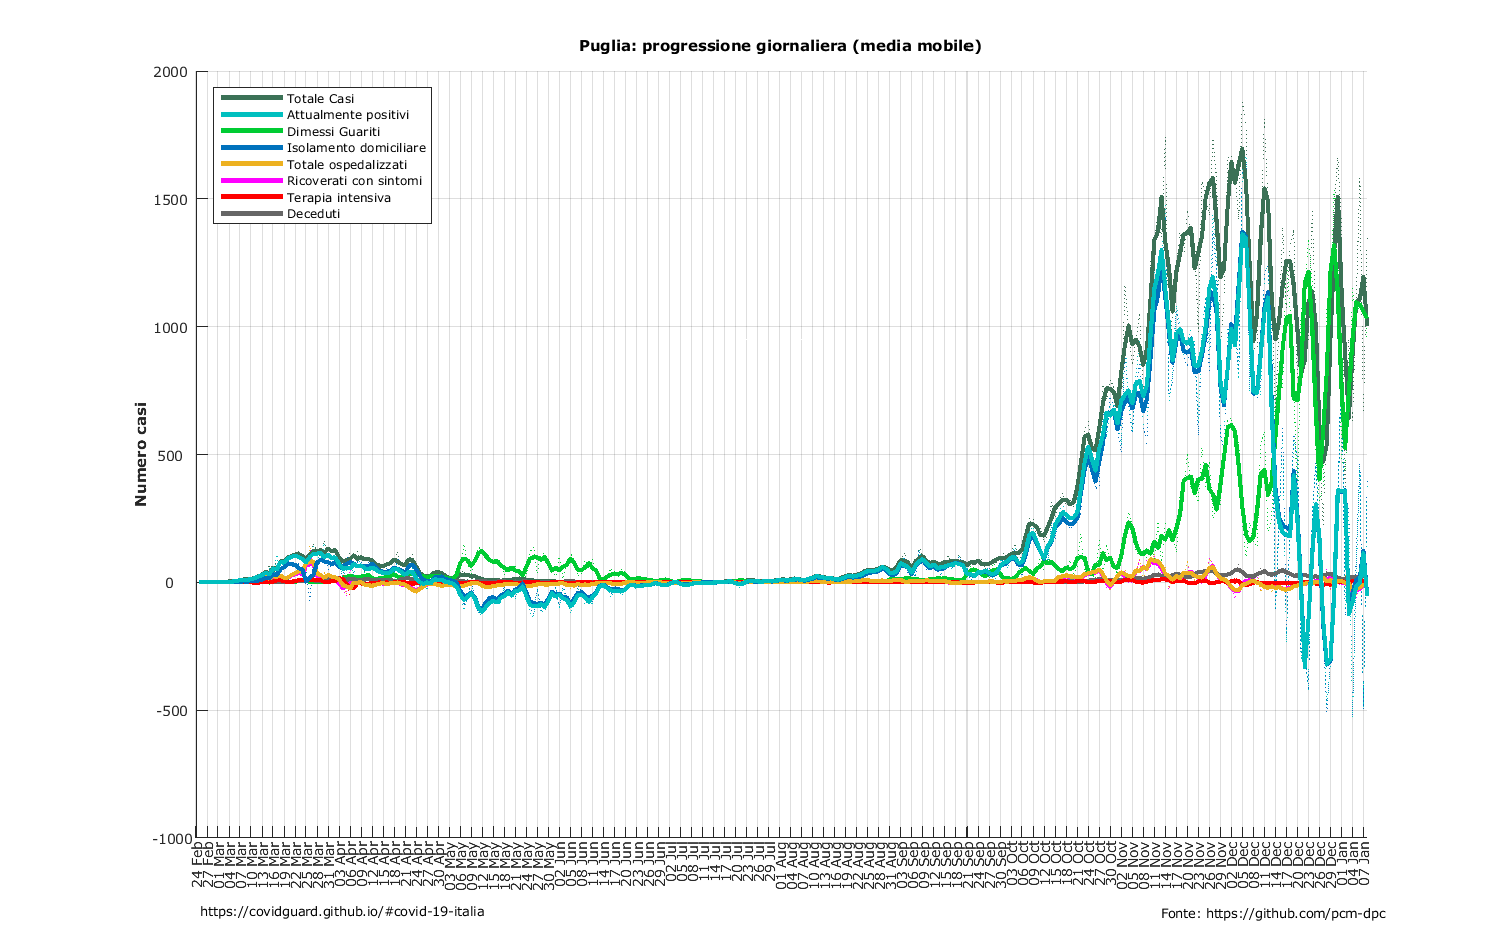 Puglia: progressione giornaliera (media mobile)
2000
1500
1000
500
0
-500
-1000
Numero casi
Totale Casi
Attualmente positivi
Dimessi Guariti
Isolamento domiciliare
Totale ospedalizzati
Ricoverati con sintomi
Terapia intensiva
Deceduti
24 Feb
27 Feb
01 Mar
04 Mar
07 Mar
10 Mar
13 Mar
16 Mar
19 Mar
22 Mar
25 Mar
28 Mar
31 Mar
03 Apr
06 Apr
09 Apr
12 Apr
15 Apr
18 Apr
21 Apr
24 Apr
27 Apr
30 Apr
03 May
06 May
09 May
12 May
15 May
18 May
21 May
24 May
27 May
30 May
02 Jun
05 Jun
08 Jun
11 Jun
14 Jun
17 Jun
20 Jun
23 Jun
26 Jun
29 Jun
02 Jul
05 Jul
08 Jul
11 Jul
14 Jul
17 Jul
20 Jul
23 Jul
26 Jul
29 Jul
01 Aug
04 Aug
07 Aug
10 Aug
13 Aug
16 Aug
19 Aug
22 Aug
25 Aug
28 Aug
31 Aug
03 Sep
06 Sep
09 Sep
12 Sep
15 Sep
18 Sep
21 Sep
24 Sep
27 Sep
30 Sep
03 Oct
06 Oct
09 Oct
12 Oct
15 Oct
18 Oct
21 Oct
24 Oct
27 Oct
30 Oct
02 Nov
05 Nov
08 Nov
11 Nov
14 Nov
17 Nov
20 Nov
23 Nov
26 Nov
29 Nov
02 Dec
05 Dec
08 Dec
11 Dec
14 Dec
17 Dec
20 Dec
23 Dec
26 Dec
29 Dec
01 Jan
04 Jan
07 Jan
https://covidguard.github.io/#covid-19-italia
Fonte: https://github.com/pcm-dpc